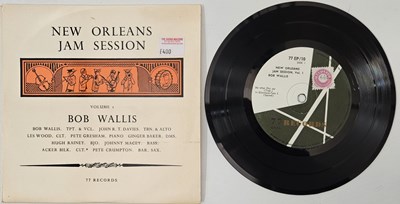 NEW ORLEANS
JAM SESSION
VOLUME 1
BOB WALLIS
BOB WALLIS, TPT. & VCL. JOHN R. T. DAVIES, TBN. & ALTO
LES WOOD, CLT. PETE GRESHAM, PIANO. GINGER BAKER, DMS.
HUGH RAINEY, BJO. JOHNNY MACEY, BASS.
ACKER BILK, CLT.* PETE CRUMPTON, BAR. SAX.
77 RECORDS
77 EP/18
NEW ORLEANS
JAM SESSION, Vol. 1
BOB WALLIS
RECORDS